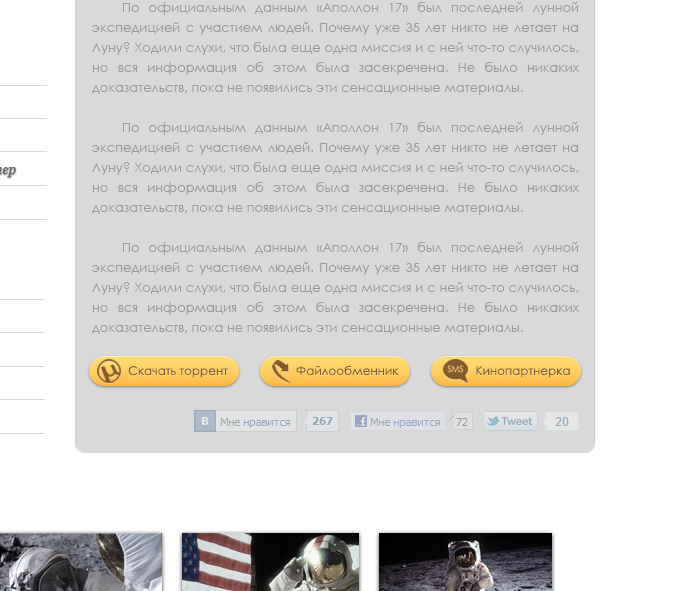 По официальным данным «Аполлон 17» был последней лунной
экспедицией с участием людей. Почему уже 35 лет никто не летает на
Луну? Ходили слухи, что была еще одна миссия и с ней что-то случилось,
но вся информация об этом была засекречена. Не было никаких
доказательств, пока не появились эти сенсационные материалы.
По официальным данным «Аполлон 17» был последней лунной
экспедицией с участием людей. Почему уже 35 лет никто не летает на
Луну? Ходили слухи, что была еще одна миссия и с ней что-то случилось,
но вся информация об этом была засекречена. Не было никаких
доказательств, пока не появились эти сенсационные материалы.
По официальным данным «Аполлон 17» был последней лунной
экспедицией с участием людей. Почему уже 35 лет никто не летает на
Луну? Ходили слухи, что была еще одна миссия и с ней что-то случилось,
но вся информация об этом была засекречена. Не было никаких
доказательств, пока не появились эти сенсационные материалы.
Скачать торрент Файлообменник SMS Кинопартнерка
В Мне нравится 267 f Мне нравится 72 Tweet 20